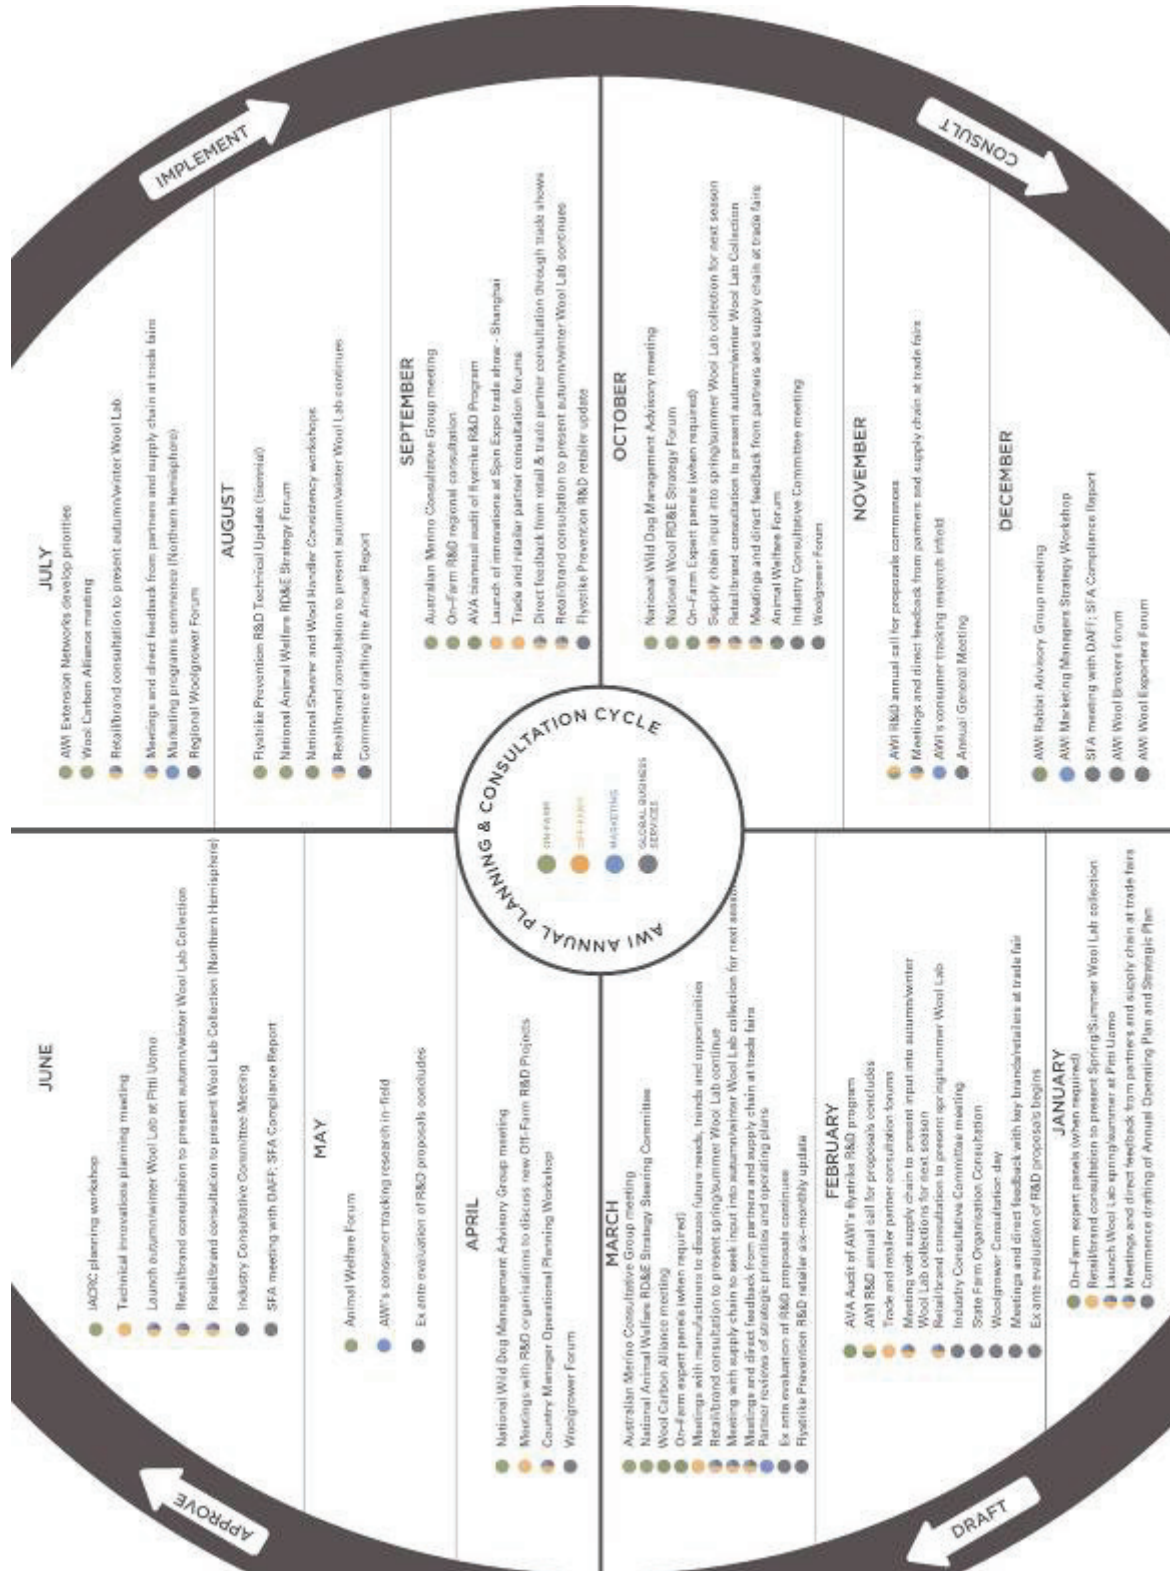 AWI ANNUAL PLANNING & CONSULTATION CYCLE
ON-FARM
OFF-FARM
MARKETING
GLOBAL BUSINESS
SERVICES
IMPLEMENT
JULY
AWI Extension Networks develop priorities
Wool Carbon Alliance meeting
Retail/brand consultation to present autumn/winter Wool Lab
Meetings and direct feedback from partners and supply chain at trade fairs
Marketing programs commence (Northern Hemisphere)
Regional Woolgrower Forum
AUGUST
Flystrike Prevention R&D Technical Update (biennial)
National Animal Welfare RD&E Strategy Forum
National Shearer and Wool Handler Consistency workshops
Retail/brand consultation to present autumn/winter Wool Lab continues
Commence drafting the Annual Report
SEPTEMBER
Australian Merino Consultative Group meeting
On-Farm R&D regional consultation
AVA biannual audit of flystrike R&D Program
Launch of innovations at Spin Expo trade show - Shanghai
Trade and retailer partner consultation forums
Direct feedback from retail & trade partner consultation through trade shows
Retail/brand consultation to present autumn/winter Wool Lab continues
Flystrike Prevention R&D retailer update
CONSULT
OCTOBER
National Wild Dog Management Advisory meeting
National Wool RD&E Strategy Forum
On-Farm Expert panels (when required)
Supply chain input into spring/summer Wool Lab collection for next season
Retail/brand consultation to present autumn/winter Wool Lab Collection
Meetings and direct feedback from partners and supply chain at trade fairs
Animal Welfare Forum
Industry Consultative Committee meeting
Woolgrower Forum
NOVEMBER
AWI R&D annual call for proposals commences
Meetings and direct feedback from partners and supply chain at trade fairs
AWI's consumer tracking research infield
Annual General Meeting
DECEMBER
AWI Rabbit Advisory Group meeting
AWI Marketing Managers Strategy Workshop
SFA meeting with DAFF; SFA Compliance Report
AWI Wool Brokers Forum
AWI Wool Exporters Forum
DRAFT
JANUARY
On-Farm expert panels (when required)
Retail/brand consultation to present Spring/Summer Wool Lab collection
Launch Wool Lab spring/summer at Pitti Uomo
Meetings and direct feedback from partners and supply chain at trade fairs
Commence drafting of Annual Operating Plan and Strategic Plan
FEBRUARY
AVA Audit of AWI's flystrike R&D program
AWI R&D annual call for proposals concludes
Trade and retailer partner consultation forums
Meeting with supply chain to present input into autumn/winter
Wool Lab collections for next season
Retail/brand consultation to present spring/summer Wool Lab
Industry Consultative Committee meeting
State Farm Organisation Consultation
Woolgrower Consultation day
Meetings and direct feedback with key brands/retailers at trade fair
Ex ante evaluation of R&D proposals begins
MARCH
Australian Merino Consultative Group meeting
National Animal Welfare RD&E Strategy Steering Committee
Wool Carbon Alliance meeting
On-Farm expert panels (when required)
Meetings with manufacturers to discuss future needs, trends and opportunities
Retail/brand consultation to present spring/summer Wool Lab continue
Meeting with supply chain to seek input into autumn/winter Wool Lab collection for next season
Meetings and direct feedback from partners and supply chain at trade fairs
Partner reviews of strategic priorities and operating plans
Ex ante evaluation of R&D proposals continues
Flystrike Prevention R&D retailer six-monthly update
APPROVE
APRIL
National Wild Dog Management Advisory Group meeting
Meetings with R&D organisations to discuss new Off-Farm R&D Projects
Country Manager Operational Planning Workshop
Woolgrower Forum
MAY
Animal Welfare Forum
AWI's consumer tracking research in-field
Ex ante evaluation of R&D proposals concludes
JUNE
IACRC planning workshop
Technical innovations planning meeting
Launch autumn/winter Wool Lab at Pitti Uomo
Retail/brand consultation to present autumn/winter Wool Lab Collection
Retail/brand consultation to present Wool Lab Collection (Northern Hemisphere)
Industry Consultative Committee Meeting
SFA meeting with DAFF; SFA Compliance Report